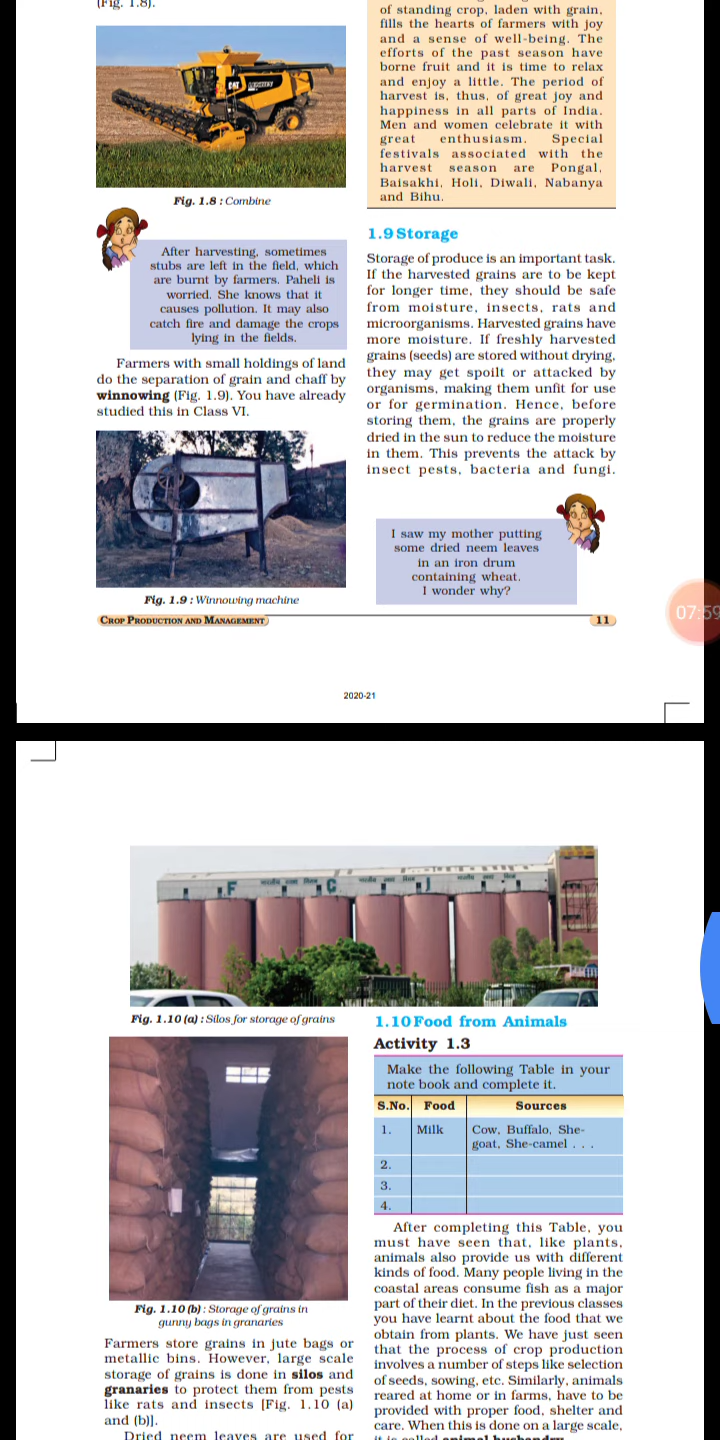 (Fig. 1.8).
CAT
Fig. 1.8 : Combine
After harvesting, sometimes
stubs are left in the field, which
are burnt by farmers. Paheli is
worried. She knows that it
causes pollution. It may also
catch fire and damage the crops
lying in the fields.
Farmers with small holdings of land
do the separation of grain and chaff by
winnowing (Fig. 1.9). You have already
studied this in Class VI.
Fig. 1.9 : Winnowing machine
of standing crop, laden with grain,
fills the hearts of farmers with joy
and a sense of well-being. The
efforts of the past season have
borne fruit and it is time to relax
and enjoy a little. The period of
harvest is, thus, of great joy and
happiness in all parts of India.
Men and women celebrate it with
great enthusiasm. Special
festivals associated with the
harvest season are Pongal,
Baisakhi, Holi, Diwali, Nabanya
and Bihu.
1.9 Storage
Storage of produce is an important task.
If the harvested grains are to be kept
for longer time, they should be safe
from moisture, insects, rats and
microorganisms. Harvested grains have
more moisture. If freshly harvested
grains (seeds) are stored without drying,
they may get spoilt or attacked by
organisms, making them unfit for use
or for germination. Hence, before
storing them, the grains are properly
dried in the sun to reduce the moisture
in them. This prevents the attack by
insect pests, bacteria and fungi.
I saw my mother putting
some dried neem leaves
in an iron drum
containing wheat.
I wonder why?
07:59
CROP PRODUCTION AND MANAGEMENT
11
2020-21
F C I
Fig. 1.10 (a) : Silos for storage of grains
Fig. 1.10 (b) : Storage of grains in
gunny bags in granaries
Farmers store grains in jute bags or
metallic bins. However, large scale
storage of grains is done in silos and
granaries to protect them from pests
like rats and insects [Fig. 1.10 (a)
and (b)].
Dried neem leaves are used for
1.10 Food from Animals
Activity 1.3
Make the following Table in your
note book and complete it.
S.No. Food Sources
1. Milk Cow, Buffalo, She-
goat, She-camel . . .
2.
3.
4.
After completing this Table, you
must have seen that, like plants,
animals also provide us with different
kinds of food. Many people living in the
coastal areas consume fish as a major
part of their diet. In the previous classes
you have learnt about the food that we
obtain from plants. We have just seen
that the process of crop production
involves a number of steps like selection
of seeds, sowing, etc. Similarly, animals
reared at home or in farms, have to be
provided with proper food, shelter and
care. When this is done on a large scale,
it is called animal husbandry.